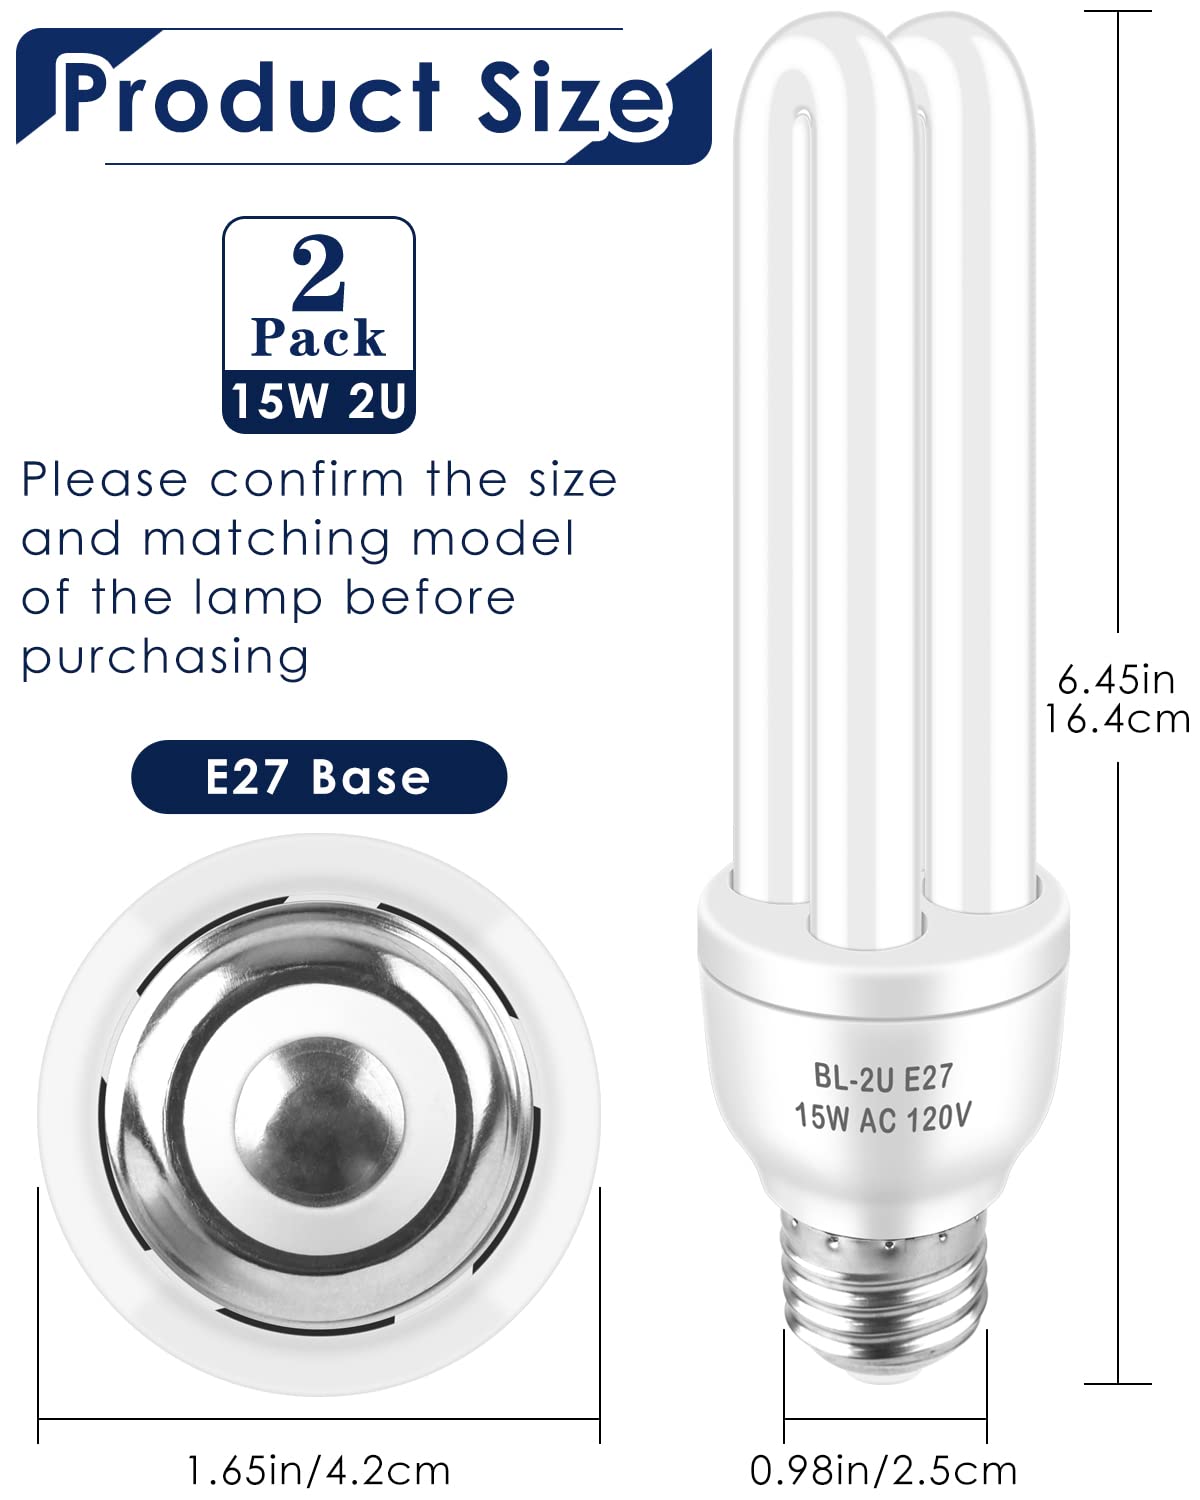 Product Size
2
Pack
15W 2U
Please confirm the size
and matching model
of the lamp before
purchasing
E27 Base
6.45in
16.4cm
BL-2U E27
15W AC 120V
1.65in/4.2cm
0.98in/2.5cm